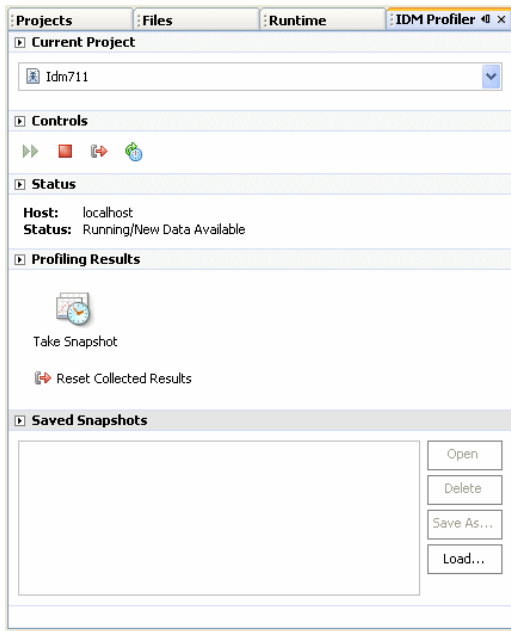 Projects Files Runtime IDM Profiler
Current Project
Idm711
Controls
Status
Host: localhost
Status: Running/New Data Available
Profiling Results
Take Snapshot
Reset Collected Results
Saved Snapshots
Open
Delete
Save As...
Load...